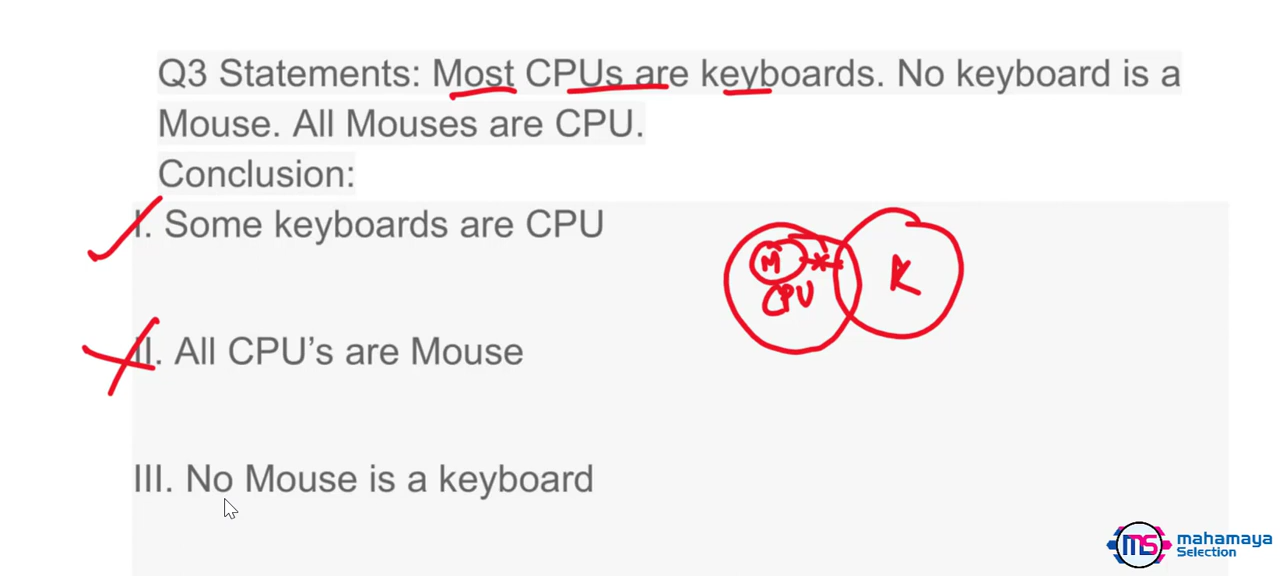 Q3 Statements: Most CPUs are keyboards. No keyboard is a
Mouse. All Mouses are CPU.
Conclusion:
I. Some keyboards are CPU
M
CPU
K
II. All CPU’s are Mouse
III. No Mouse is a keyboard
MS mahamaya
Selection